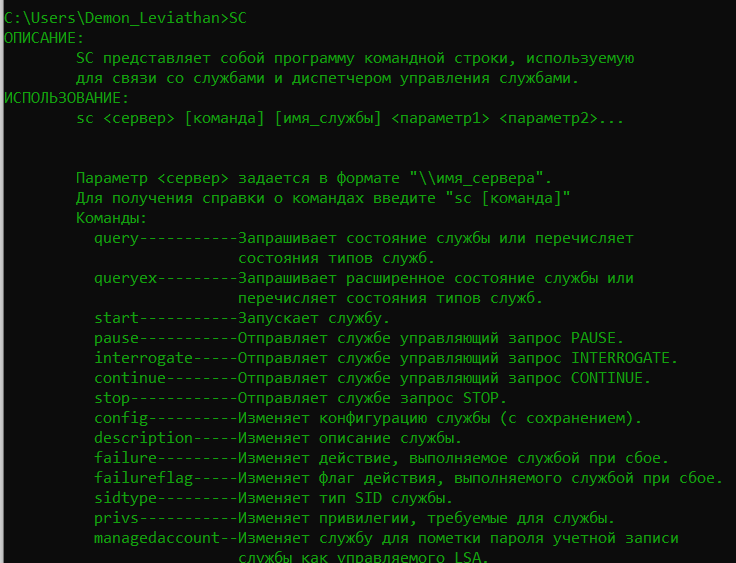 C:\Users\Demon_Leviathan>SC
ОПИСАНИЕ:
SC представляет собой программу командной строки, используемую
для связи со службами и диспетчером управления службами.
ИСПОЛЬЗОВАНИЕ:
sc <сервер> [команда] [имя_службы] <параметр1> <параметр2>...
Параметр <сервер> задается в формате "\\имя_сервера".
Для получения справки о командах введите "sc [команда]"
Команды:
query-----------Запрашивает состояние службы или перечисляет
состояния типов служб.
queryex---------Запрашивает расширенное состояние службы или
перечисляет состояния типов служб.
start-----------Запускает службу.
pause-----------Отправляет службе управляющий запрос PAUSE.
interrogate-----Отправляет службе управляющий запрос INTERROGATE.
continue--------Отправляет службе управляющий запрос CONTINUE.
stop------------Отправляет службе запрос STOP.
config----------Изменяет конфигурацию службы (с сохранением).
description-----Изменяет описание службы.
failure---------Изменяет действие, выполняемое службой при сбое.
failureflag-----Изменяет флаг действия, выполняемого службой при сбое.
sidtype---------Изменяет тип SID службы.
privs-----------Изменяет привилегии, требуемые для службы.
managedaccount--Изменяет службу для пометки пароля учетной записи
службы как управляемого LSA.